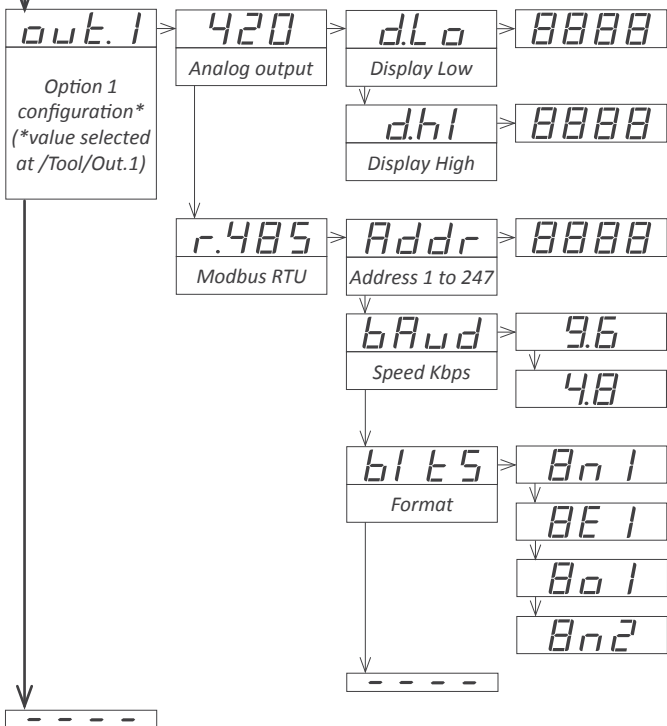 out.1
420
d.Lo
8888
Option 1
configuration*
(*value selected
at /Tool/Out.1)
Analog output
Display Low
d.hI
8888
Display High
r.485
Addr
8888
Modbus RTU
Address 1 to 247
bAud
9.6
Speed Kbps
4.8
bItS
8n1
Format
8E1
8o1
8n2
- - - -
- - - -